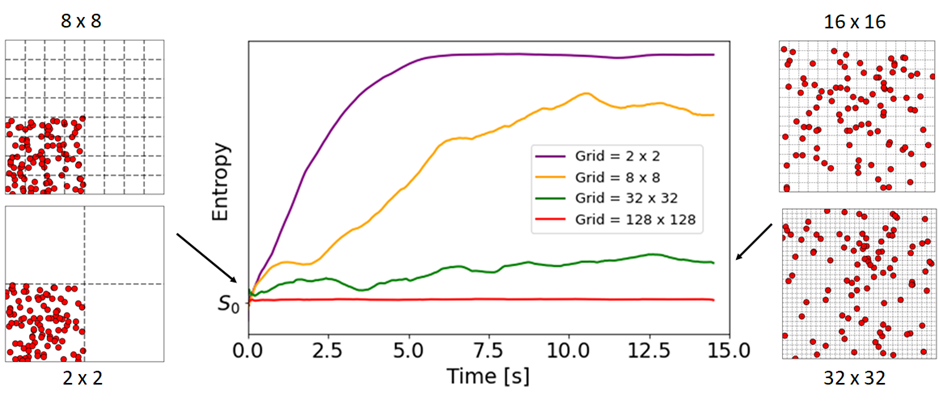 8 x 8
16 x 16
Entropy
Grid = 2 x 2
Grid = 8 x 8
Grid = 32 x 32
Grid = 128 x 128
S₀
0.0 2.5 5.0 7.5 10.0 12.5 15.0
Time [s]
2 x 2
32 x 32